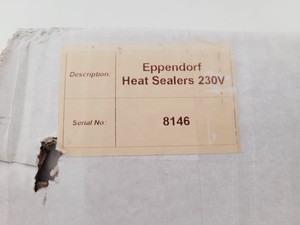 Description:
Eppendorf
Heat Sealers 230V
Serial No:
8146